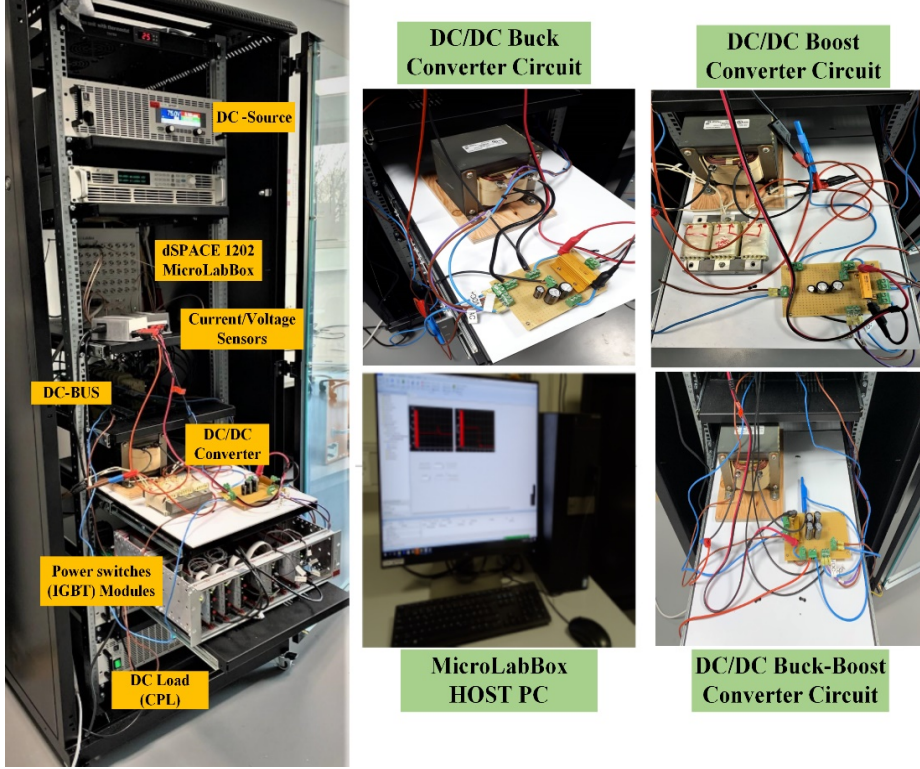 DC -Source
dSPACE 1202
MicroLabBox
Current/Voltage
Sensors
DC-BUS
DC/DC
Converter
Power switches
(IGBT) Modules
DC Load
(CPL)
DC/DC Buck
Converter Circuit
DC/DC Boost
Converter Circuit
MicroLabBox
HOST PC
DC/DC Buck-Boost
Converter Circuit